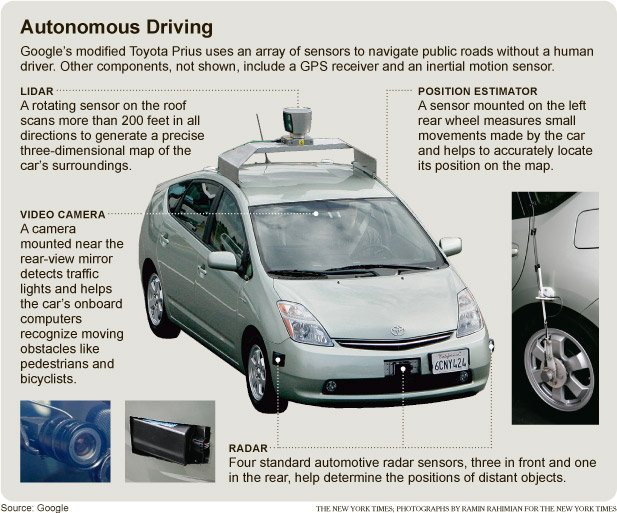 Autonomous Driving
Google's modified Toyota Prius uses an array of sensors to navigate public roads without a human
driver. Other components, not shown, include a GPS receiver and an inertial motion sensor.
LIDAR
A rotating sensor on the roof
scans more than 200 feet in all
directions to generate a precise
three-dimensional map of the
car's surroundings.
POSITION ESTIMATOR
A sensor mounted on the left
rear wheel measures small
movements made by the car
and helps to accurately locate
its position on the map.
VIDEO CAMERA
A camera
mounted near the
rear-view mirror
detects traffic
lights and helps
the car's onboard
computers
recognize moving
obstacles like
pedestrians and
bicyclists.
California
6CNY424
RADAR
Four standard automotive radar sensors, three in front and one
in the rear, help determine the positions of distant objects.
Source: Google
THE NEW YORK TIMES; PHOTOGRAPHS BY RAMIN RAHIMIAN FOR THE NEW YORK TIMES